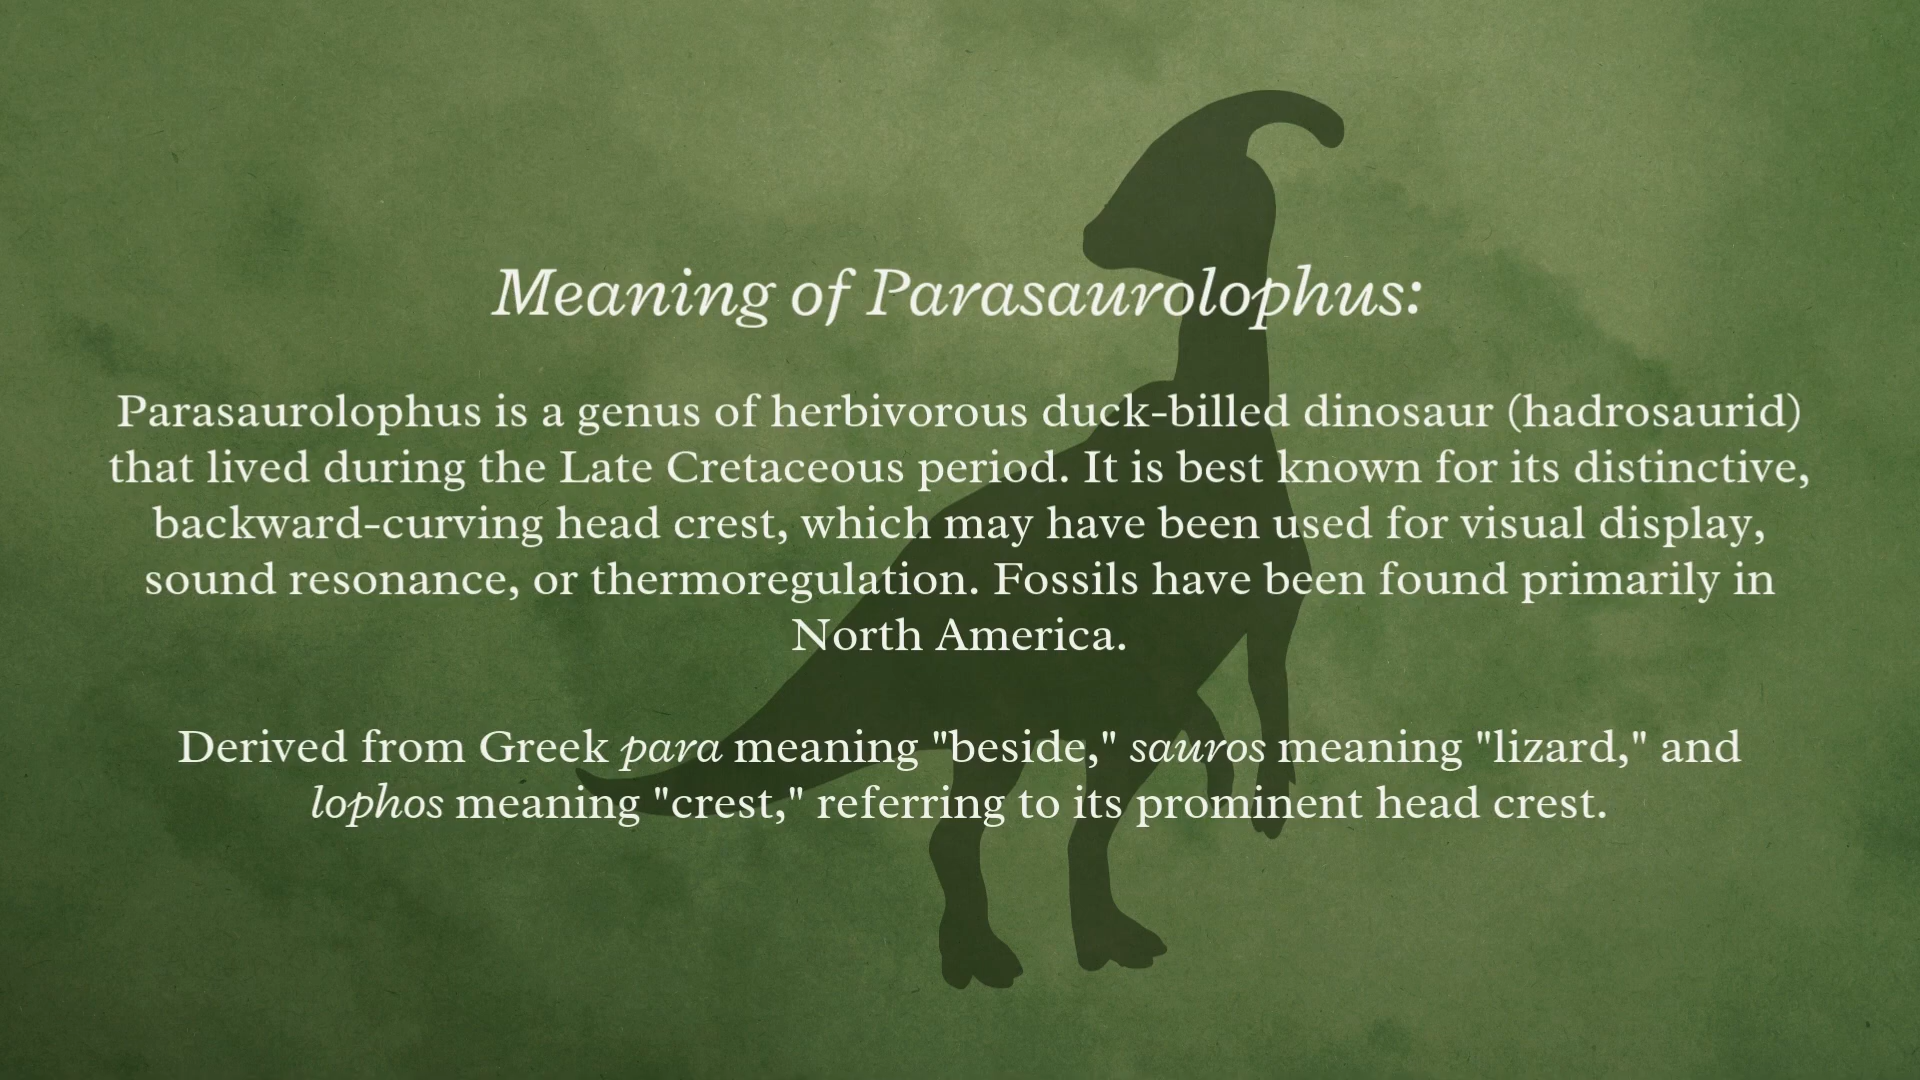 Meaning of Parasaurolophus:
Parasaurolophus is a genus of herbivorous duck-billed dinosaur (hadrosaurid)
that lived during the Late Cretaceous period. It is best known for its distinctive,
backward-curving head crest, which may have been used for visual display,
sound resonance, or thermoregulation. Fossils have been found primarily in
North America.
Derived from Greek para meaning "beside," sauros meaning "lizard," and
lophos meaning "crest," referring to its prominent head crest.